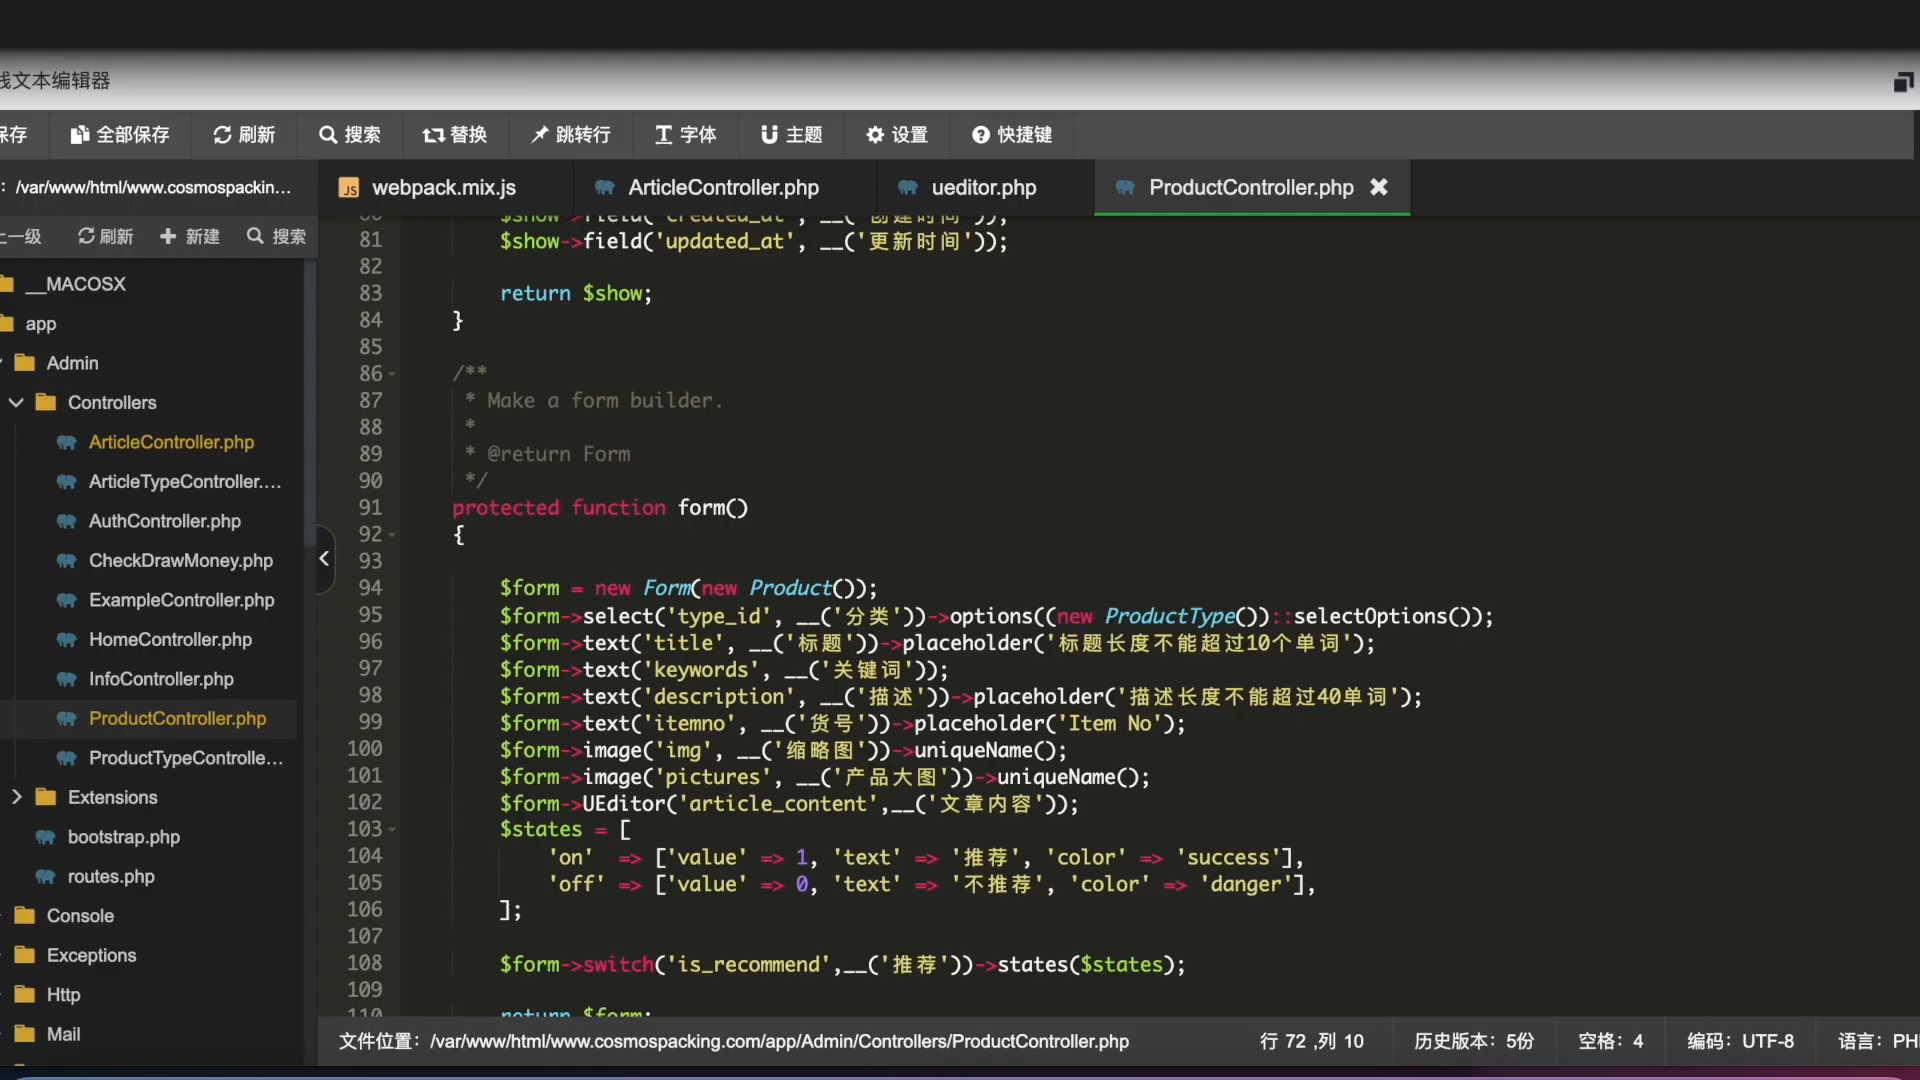 线文本编辑器
保存 全部保存 刷新 搜索 替换 跳转行 字体 主题 设置 快捷键
: /var/www/html/www.cosmospackin...
webpack.mix.js ArticleController.php ueditor.php ProductController.php
上一级 刷新 新建 搜索
__MACOSX
app
Admin
Controllers
ArticleController.php
ArticleTypeController....
AuthController.php
CheckDrawMoney.php
ExampleController.php
HomeController.php
InfoController.php
ProductController.php
ProductTypeControlle...
Extensions
bootstrap.php
routes.php
Console
Exceptions
Http
Mail
80 $show->field('created_at', __('创建时间'));
81 $show->field('updated_at', __('更新时间'));
82
83 return $show;
84 }
85
86 /**
87 * Make a form builder.
88 *
89 * @return Form
90 */
91 protected function form()
92 {
93
94 $form = new Form(new Product());
95 $form->select('type_id', __('分类'))->options((new ProductType())::selectOptions());
96 $form->text('title', __('标题'))->placeholder('标题长度不能超过10个单词');
97 $form->text('keywords', __('关键词'));
98 $form->text('description', __('描述'))->placeholder('描述长度不能超过40单词');
99 $form->text('itemno', __('货号'))->placeholder('Item No');
100 $form->image('img', __('缩略图'))->uniqueName();
101 $form->image('pictures', __('产品大图'))->uniqueName();
102 $form->UEditor('article_content',__('文章内容'));
103 $states = [
104 'on' => ['value' => 1, 'text' => '推荐', 'color' => 'success'],
105 'off' => ['value' => 0, 'text' => '不推荐', 'color' => 'danger'],
106 ];
107
108 $form->switch('is_recommend',__('推荐'))->states($states);
109
110 return $form;
文件位置： /var/www/html/www.cosmospacking.com/app/Admin/Controllers/ProductController.php 行 72 ,列 10 历史版本： 5份 空格： 4 编码： UTF-8 语言： PH